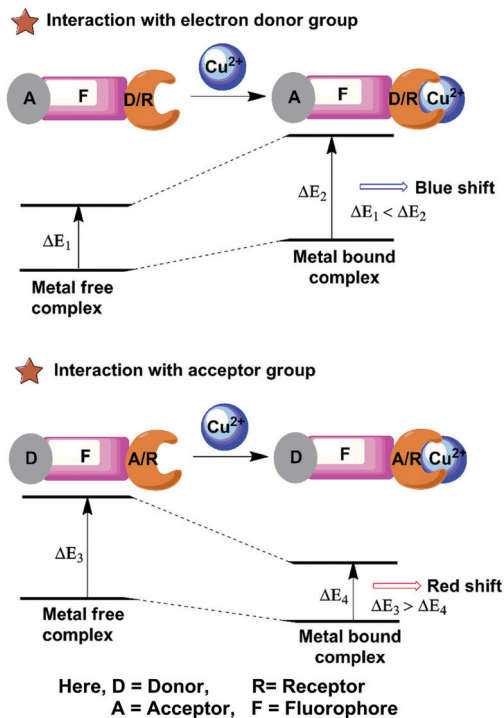 Interaction with electron donor group
Cu²⁺
A F D/R
A F D/R Cu²⁺
ΔE₁
Metal free
complex
ΔE₂
Metal bound
complex
Blue shift
ΔE₁ < ΔE₂
Interaction with acceptor group
Cu²⁺
D F A/R
D F A/R Cu²⁺
ΔE₃
Metal free
complex
ΔE₄
Metal bound
complex
Red shift
ΔE₃ > ΔE₄
Here, D = Donor, R= Receptor
A = Acceptor, F = Fluorophore